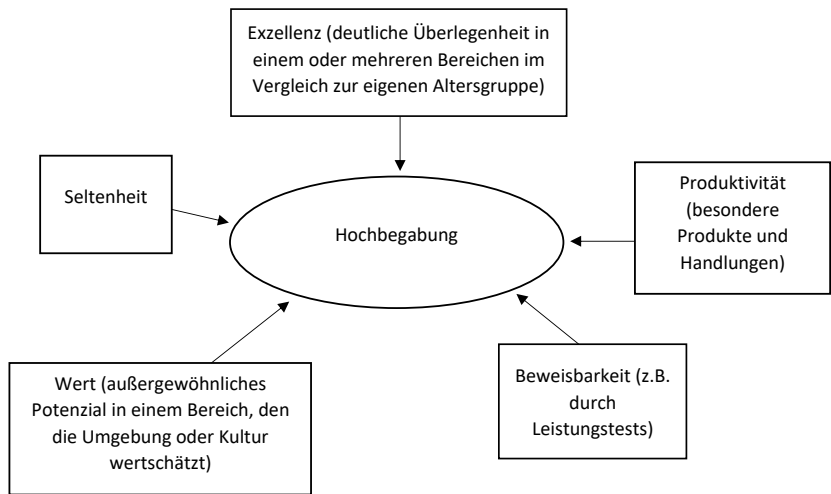 Exzellenz (deutliche Überlegenheit in
einem oder mehreren Bereichen im
Vergleich zur eigenen Altersgruppe)
Seltenheit
Hochbegabung
Produktivität
(besondere
Produkte und
Handlungen)
Wert (außergewöhnliches
Potenzial in einem Bereich, den
die Umgebung oder Kultur
wertschätzt)
Beweisbarkeit (z.B.
durch
Leistungstests)